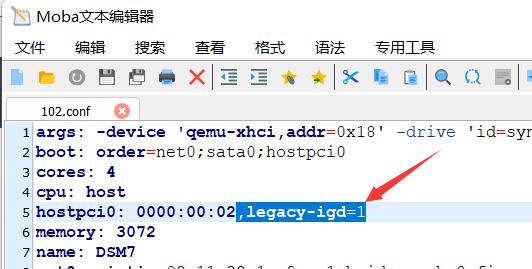 Moba文本编辑器
文件 编辑 搜索 查看 格式 语法 专用工具
102.conf
1 args: -device 'qemu-xhci,addr=0x18' -drive 'id=syn
2 boot: order=net0;sata0;hostpci0
3 cores: 4
4 cpu: host
5 hostpci0: 0000:00:02,legacy-igd=1
6 memory: 3072
7 name: DSM7